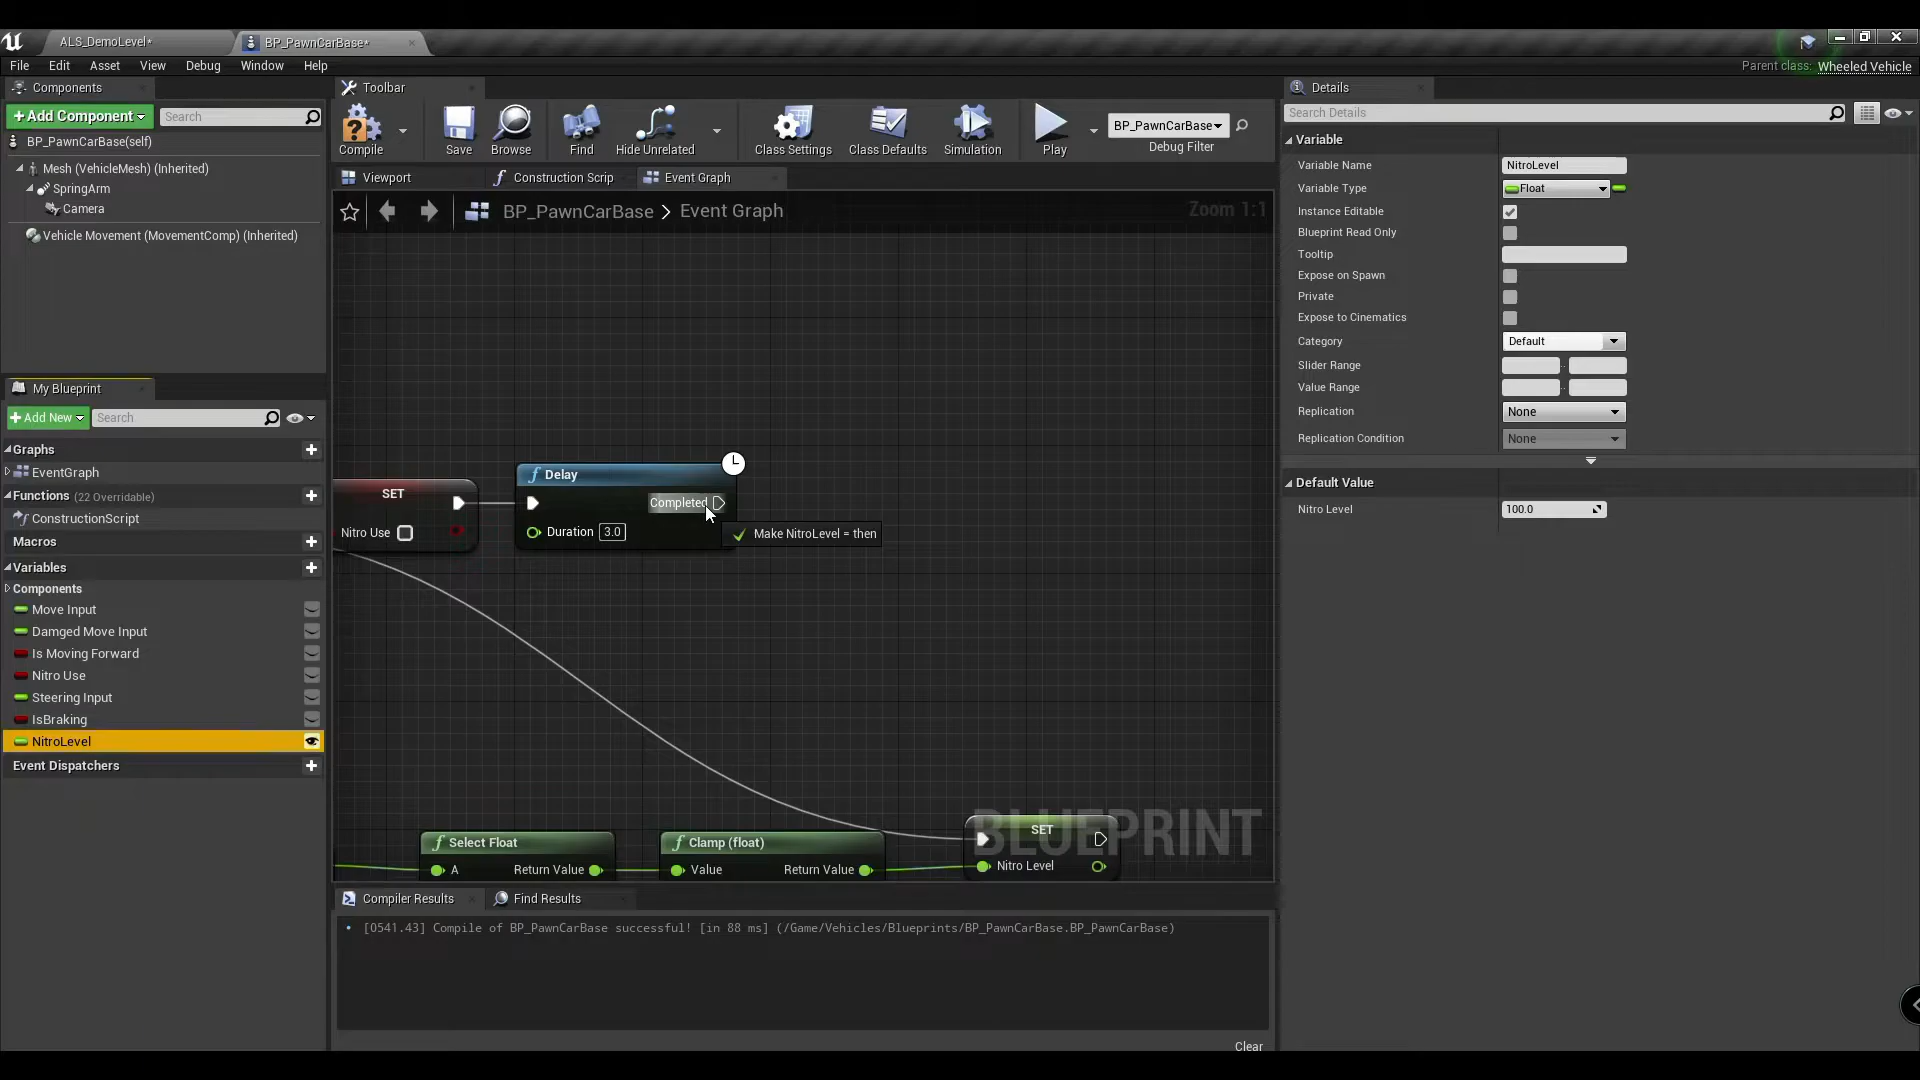 ALS_DemoLevel*
BP_PawnCarBase*
File Edit Asset View Debug Window Help
Parent class: Wheeled Vehicle
Components
+Add Component
Search
BP_PawnCarBase(self)
Mesh (VehicleMesh) (Inherited)
SpringArm
Camera
Vehicle Movement (MovementComp) (Inherited)
My Blueprint
+Add New
Search
Graphs
EventGraph
Functions (22 Overridable)
ConstructionScript
Macros
Variables
Components
Move Input
Damged Move Input
Is Moving Forward
Nitro Use
Steering Input
IsBraking
NitroLevel
Event Dispatchers
Toolbar
Compile
Save
Browse
Find
Hide Unrelated
Class Settings
Class Defaults
Simulation
Play
BP_PawnCarBase
Debug Filter
Viewport
Construction Scrip
Event Graph
BP_PawnCarBase > Event Graph
Zoom 1:1
SET
Nitro Use
Delay
Completed
Duration 3.0
Make NitroLevel = then
Select Float
A Return Value
Clamp (float)
Value Return Value
SET
Nitro Level
BLUEPRINT
Compiler Results
Find Results
[0541.43] Compile of BP_PawnCarBase successful! [in 88 ms] (/Game/Vehicles/Blueprints/BP_PawnCarBase.BP_PawnCarBase)
Clear
Details
Search Details
Variable
Variable Name NitroLevel
Variable Type Float
Instance Editable
Blueprint Read Only
Tooltip
Expose on Spawn
Private
Expose to Cinematics
Category Default
Slider Range
Value Range
Replication None
Replication Condition None
Default Value
Nitro Level 100.0